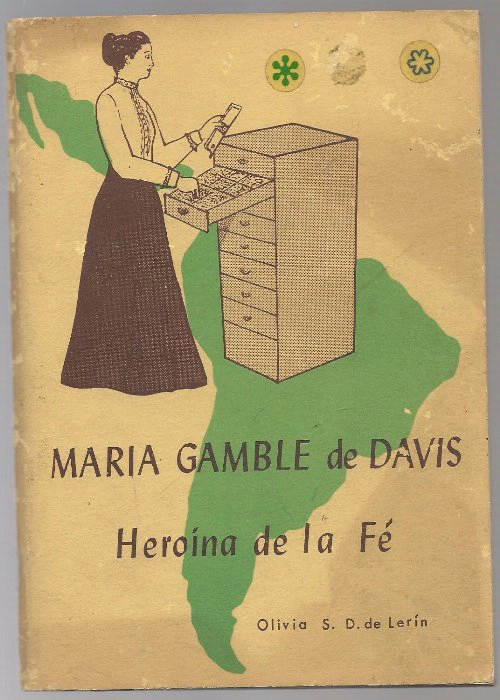 MARIA GAMBLE de DAVIS
Heroína de la Fé
Olivia S. D. de Lerín